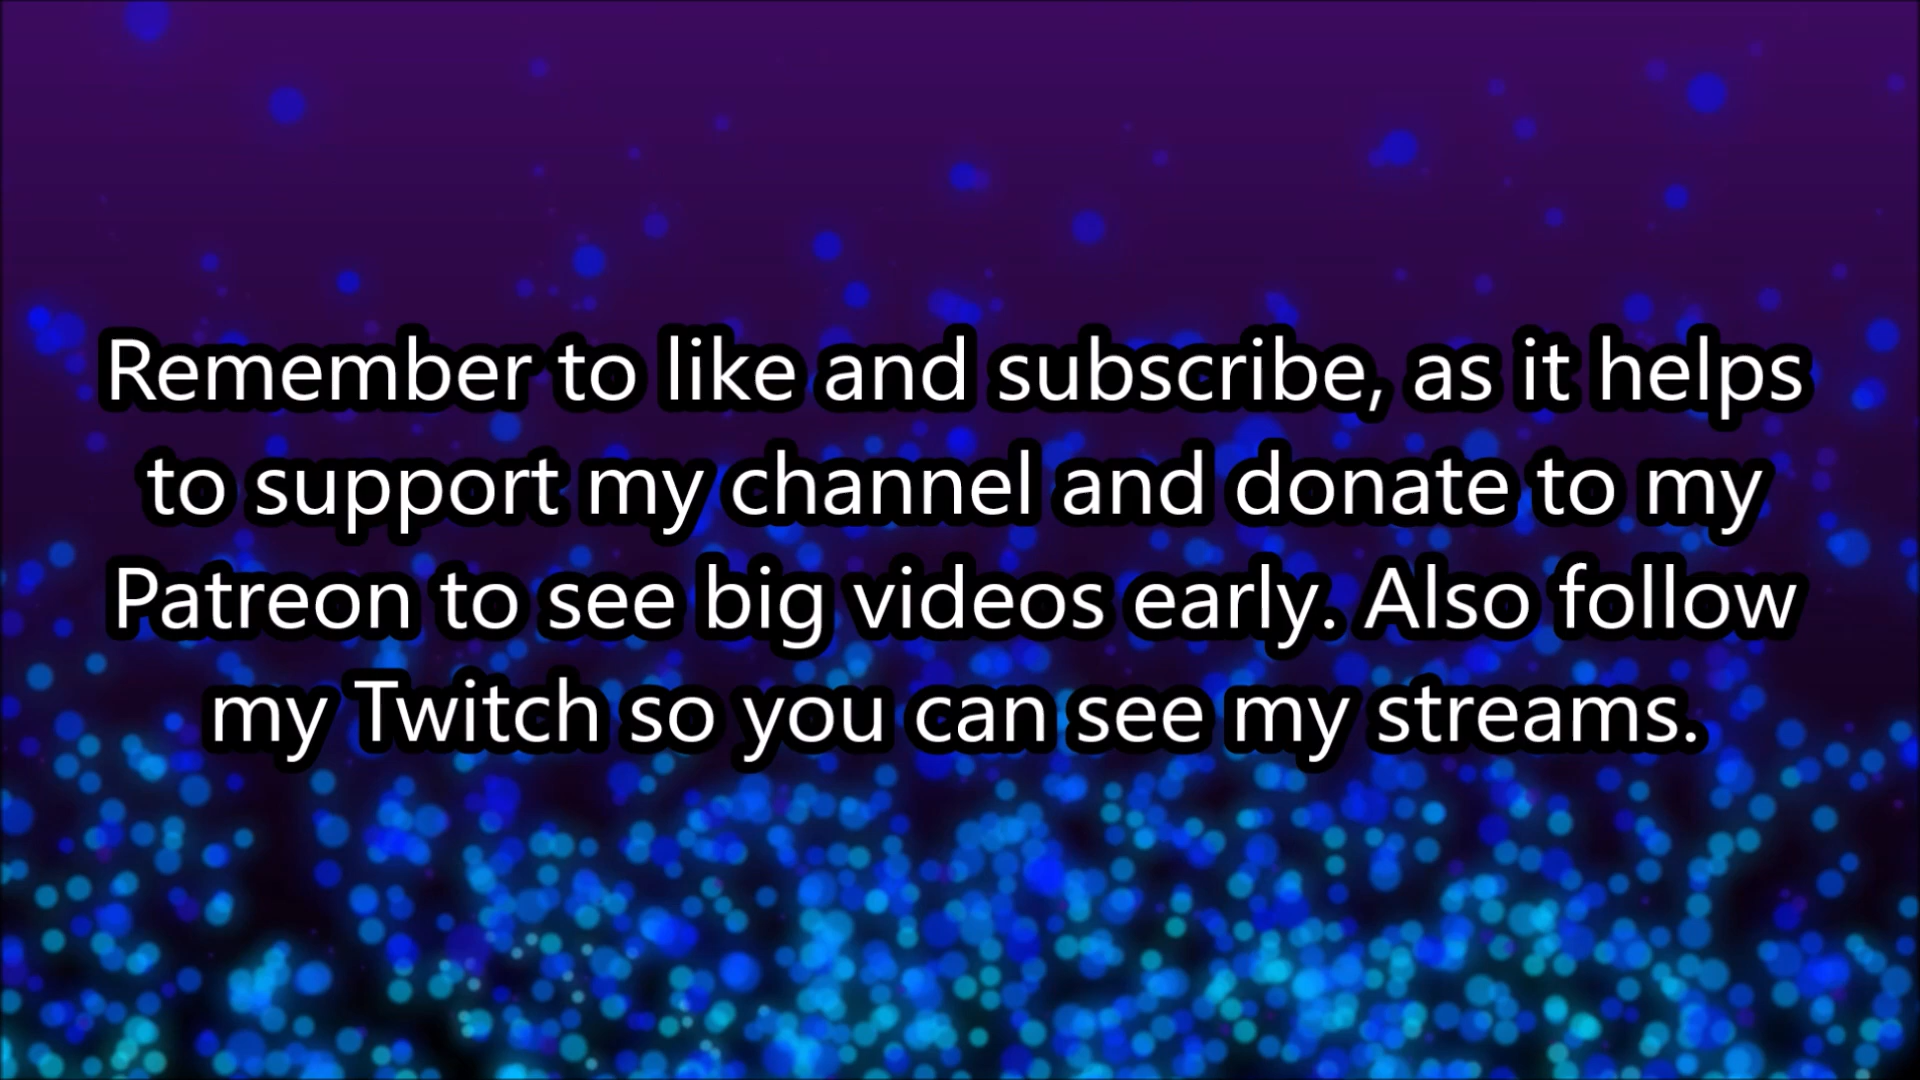 Remember to like and subscribe, as it helps
to support my channel and donate to my
Patreon to see big videos early. Also follow
my Twitch so you can see my streams.